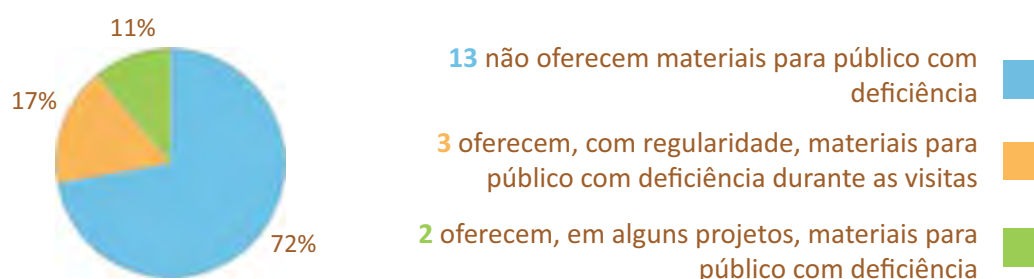 11%
17%
72%
13 não oferecem materiais para público com
deficiência
3 oferecem, com regularidade, materiais para
público com deficiência durante as visitas
2 oferecem, em alguns projetos, materiais para
público com deficiência